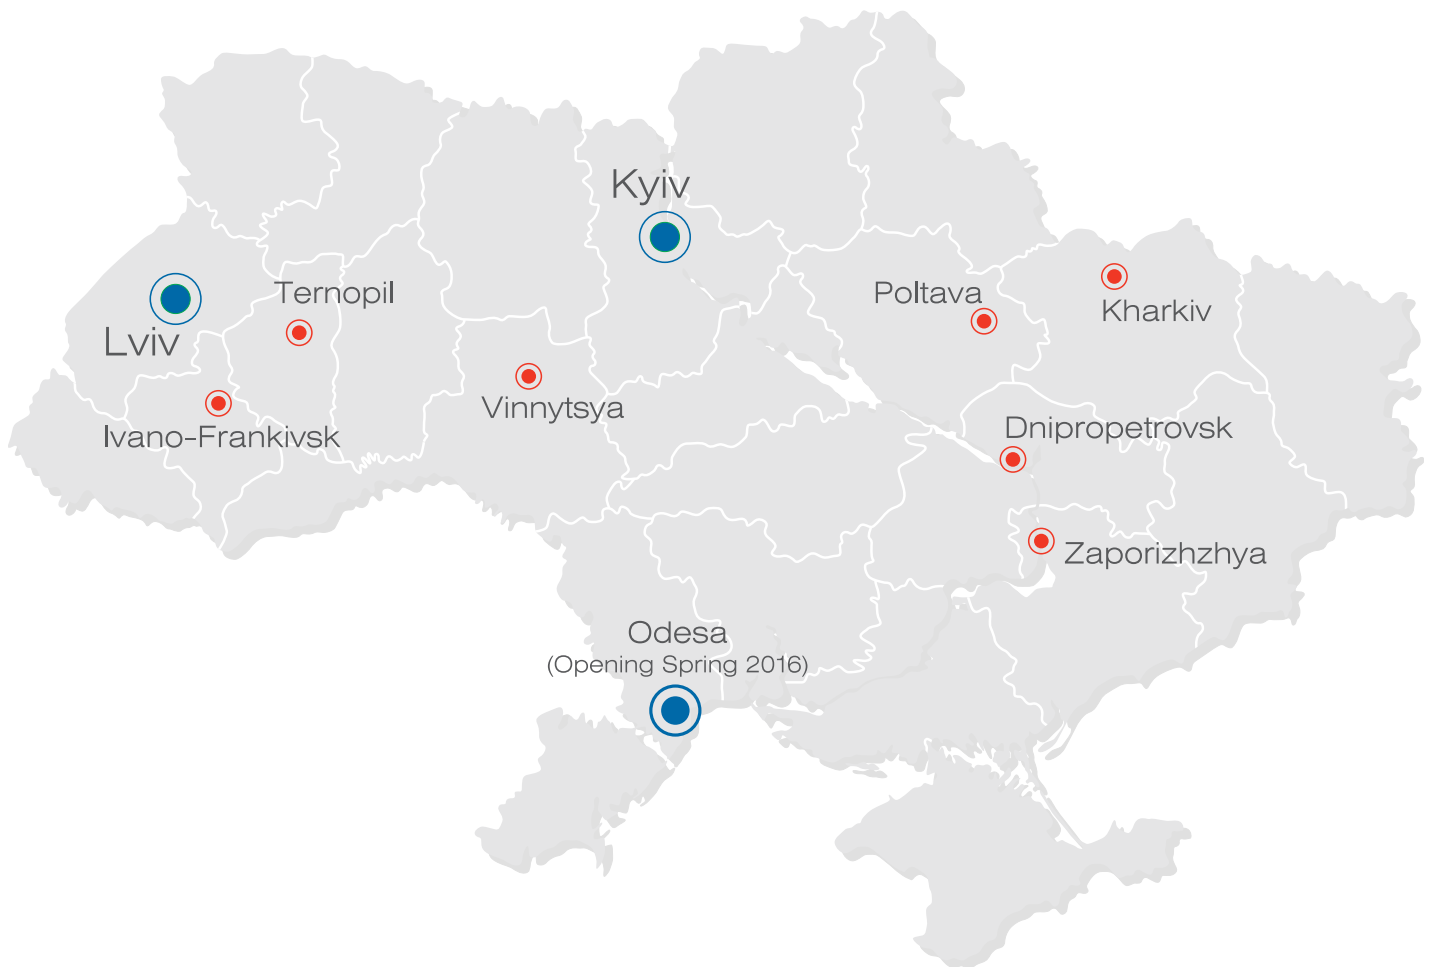 Kyiv
Ternopil
Poltava
Kharkiv
Lviv
Vinnytsya
Ivano-Frankivsk
Dnipropetrovsk
Zaporizhzhya
Odesa
(Opening Spring 2016)